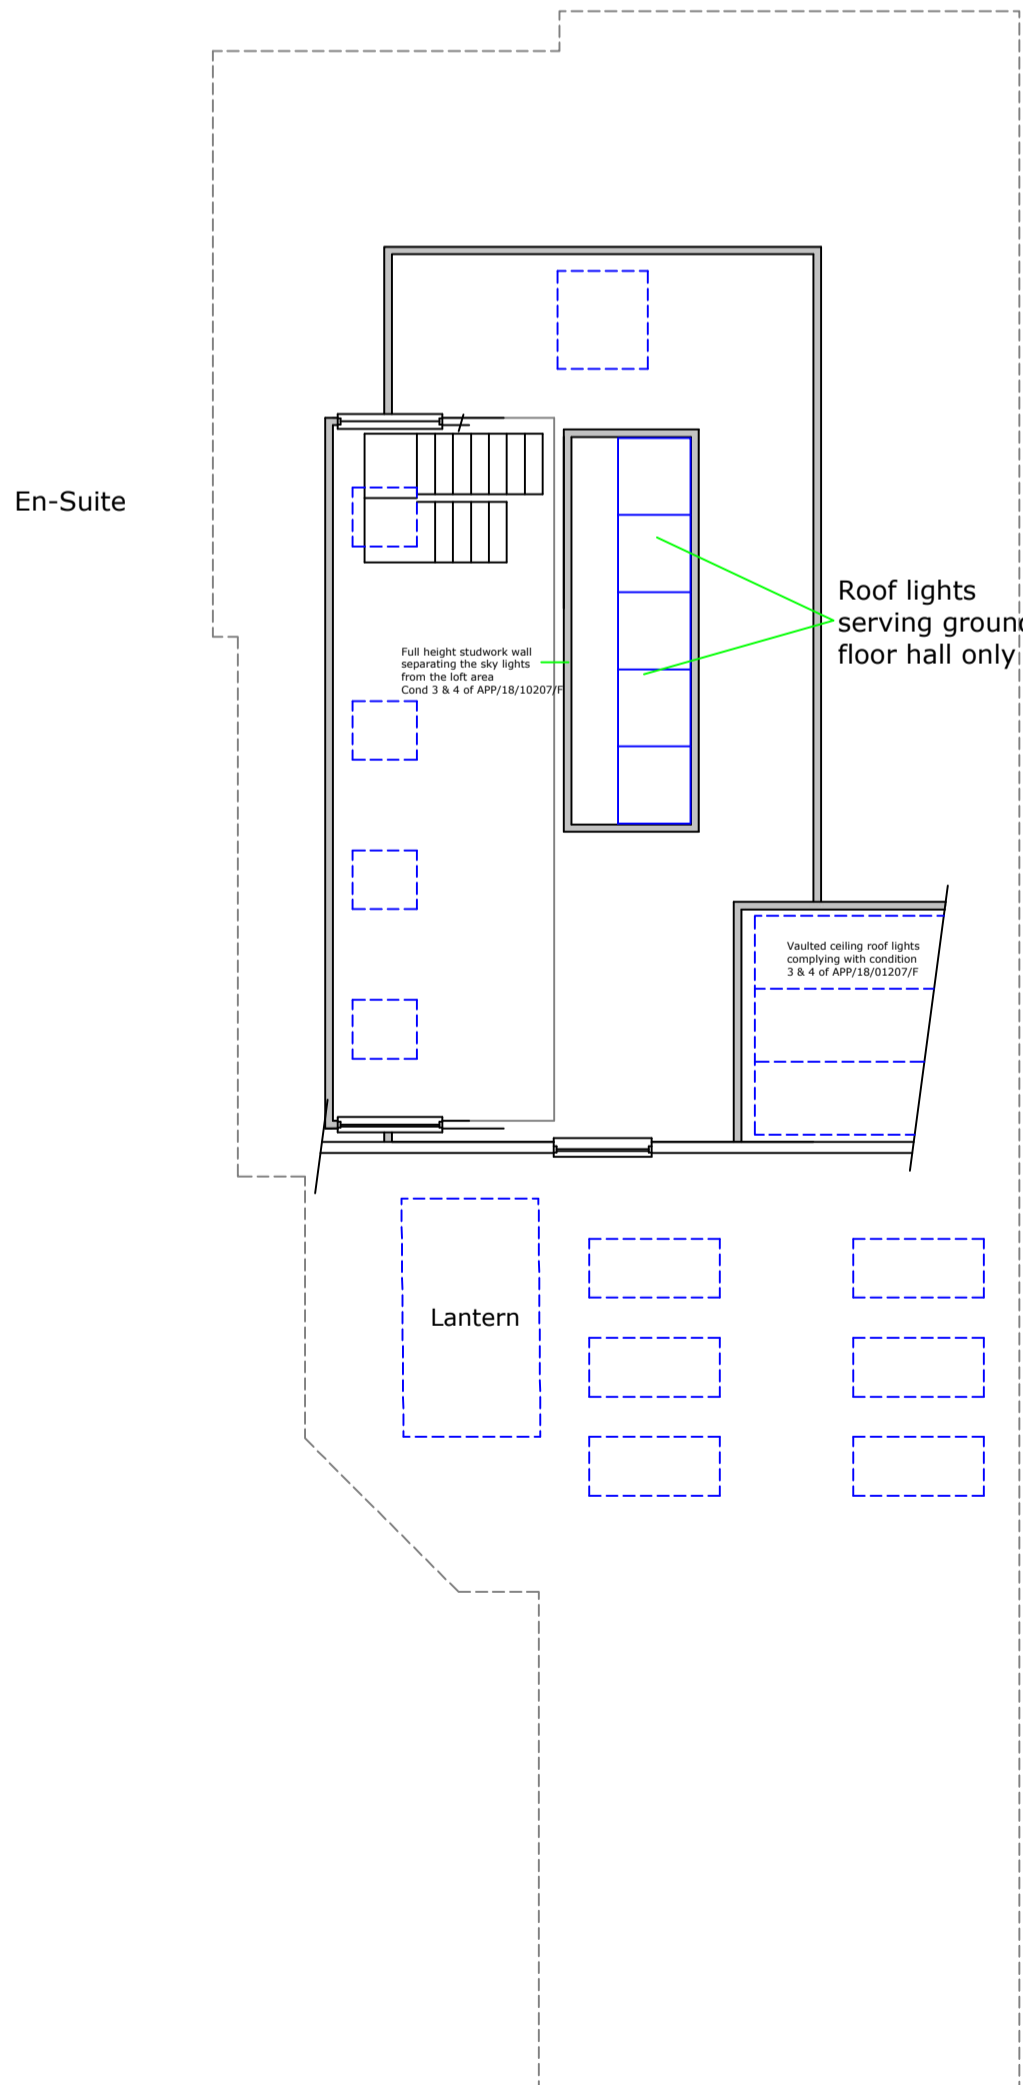 En-Suite
Roof lights
serving ground
floor hall only
Full height studwork wall
separating the sky lights
from the loft area
Cond 3 & 4 of APP/18/10207/F
Vaulted ceiling roof lights
complying with condition
3 & 4 of APP/18/01207/F
Lantern